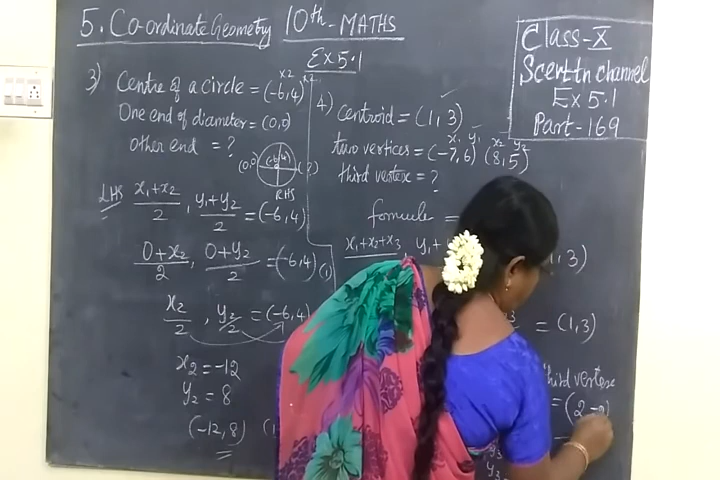 5. Co-ordinate Geometry 10th - MATHS
Ex 5.1
Class-X
Scert tn channel
Ex 5.1
Part-169
3) Centre of a circle = (-6,4)
x2
One end of diameter = (0,0)
Other end = ?
(0,0) (-6,4) (?)
LHS
RHS
x1+x2/2, y1+y2/2 = (-6,4)
0+x2/2, 0+y2/2 = (-6,4)
x2/2, y2/2 = (-6,4)
x2 = -12
y2 = 8
(-12,8)
4) Centroid = (1,3)
x1 y1 x2 y2
two vertices = (-7,6) (8,5)
third vertex = ?
formula =
x1+x2+x3 y1+
1,3)
= (1,3)
third vertex
= (2,-2)
y3